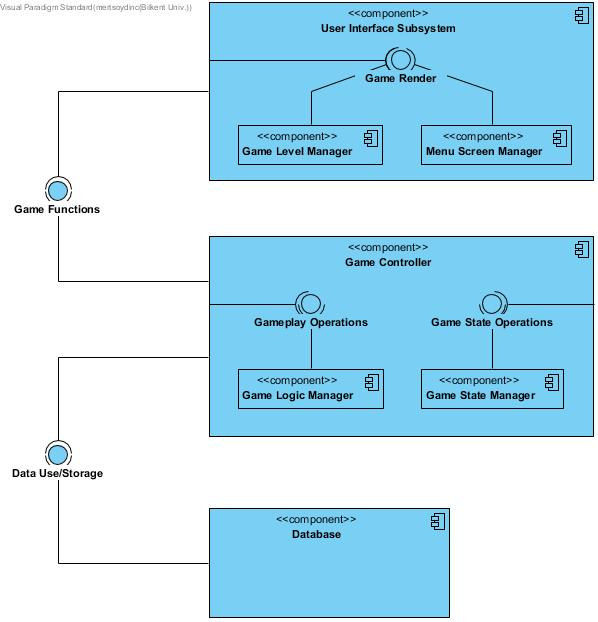 Visual Paradigm Standard(mertsoydinc(Bilkent Univ.))
<<component>>
User Interface Subsystem
Game Render
<<component>>
Game Level Manager
<<component>>
Menu Screen Manager
Game Functions
<<component>>
Game Controller
Gameplay Operations
Game State Operations
<<component>>
Game Logic Manager
<<component>>
Game State Manager
Data Use/Storage
<<component>>
Database